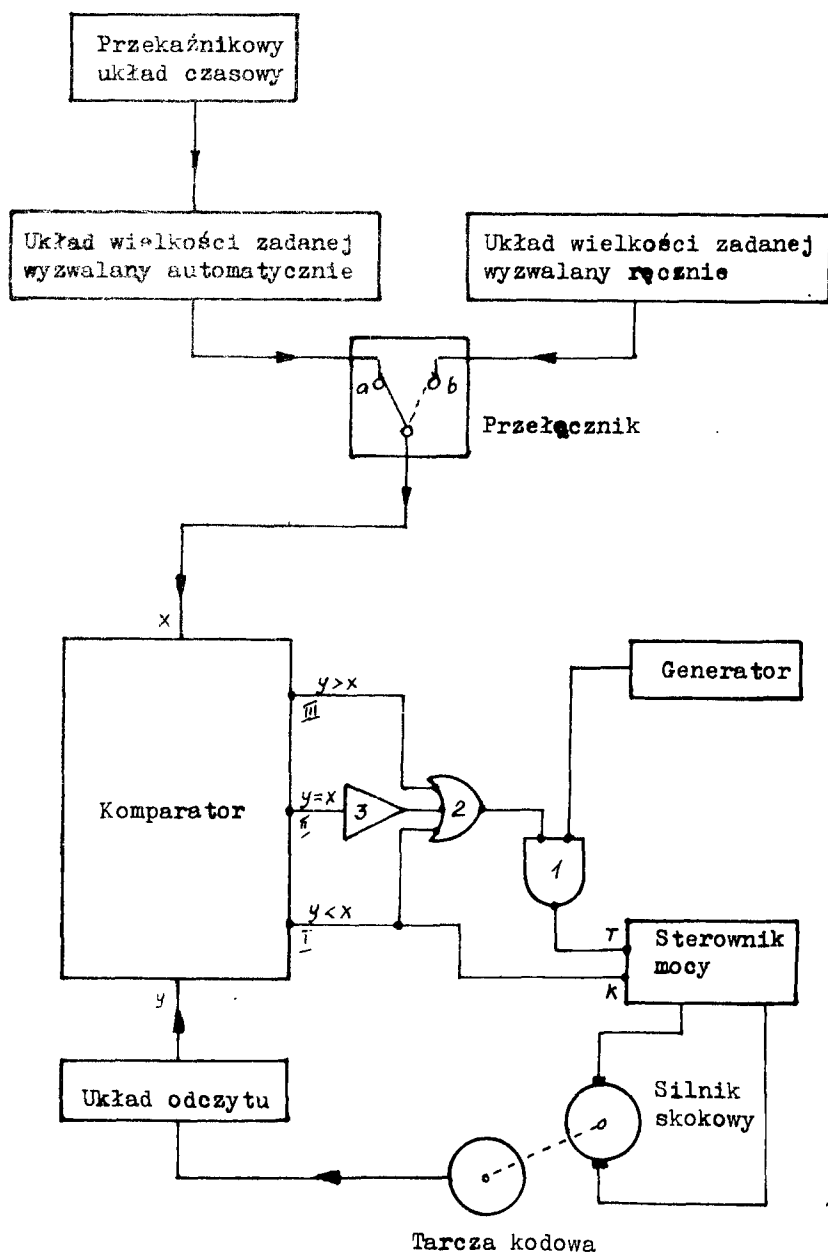 Przekaźnikowy
układ czasowy
Układ wielkości zadanej
wyzwalany automatycznie
Układ wielkości zadanej
wyzwalany ręcznie
a
b
Przełącznik
x
Komparator
y>x
III
y=x
II
y<x
I
3
2
1
Generator
T
K
Sterownik
mocy
y
Układ odczytu
Silnik
skokowy
Tarcza kodowa